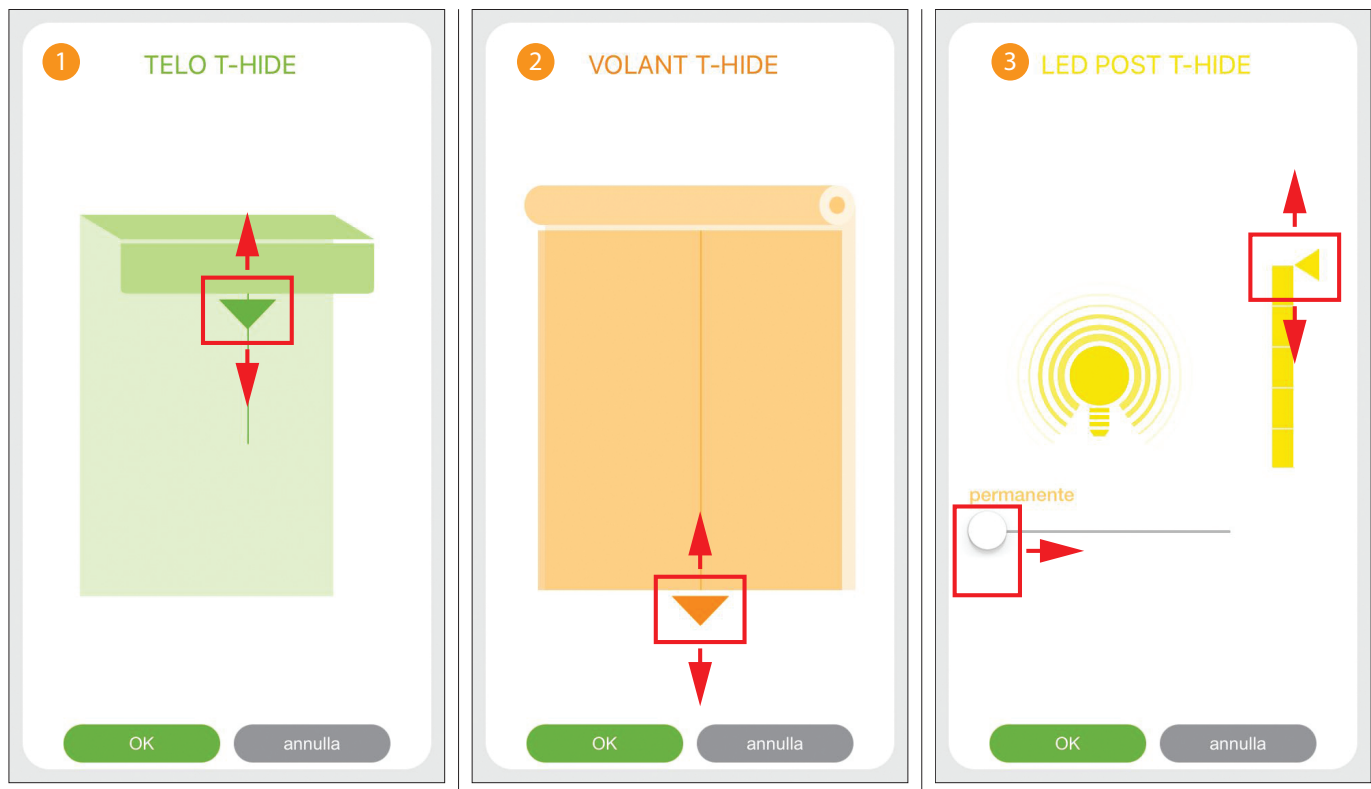 1 TELO T-HIDE
OK annulla
2 VOLANT T-HIDE
OK annulla
3 LED POST T-HIDE
permanente
OK annulla